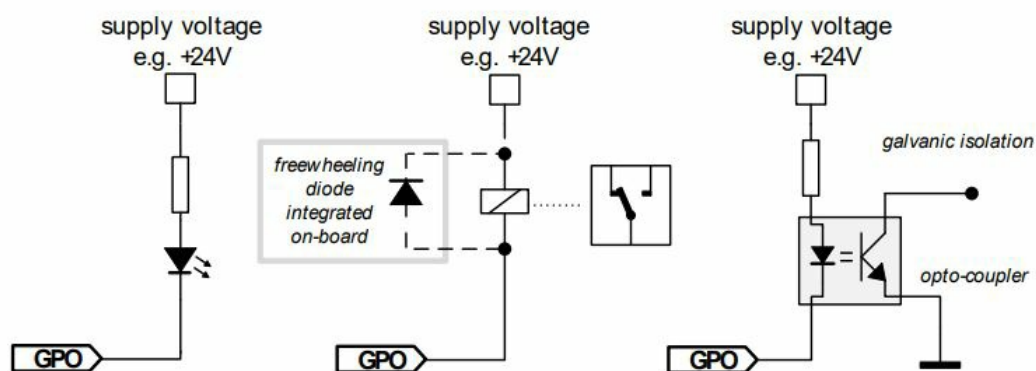 supply voltage
e.g. +24V
supply voltage
e.g. +24V
supply voltage
e.g. +24V
freewheeling
diode
integrated
on-board
galvanic isolation
opto-coupler
GPO
GPO
GPO